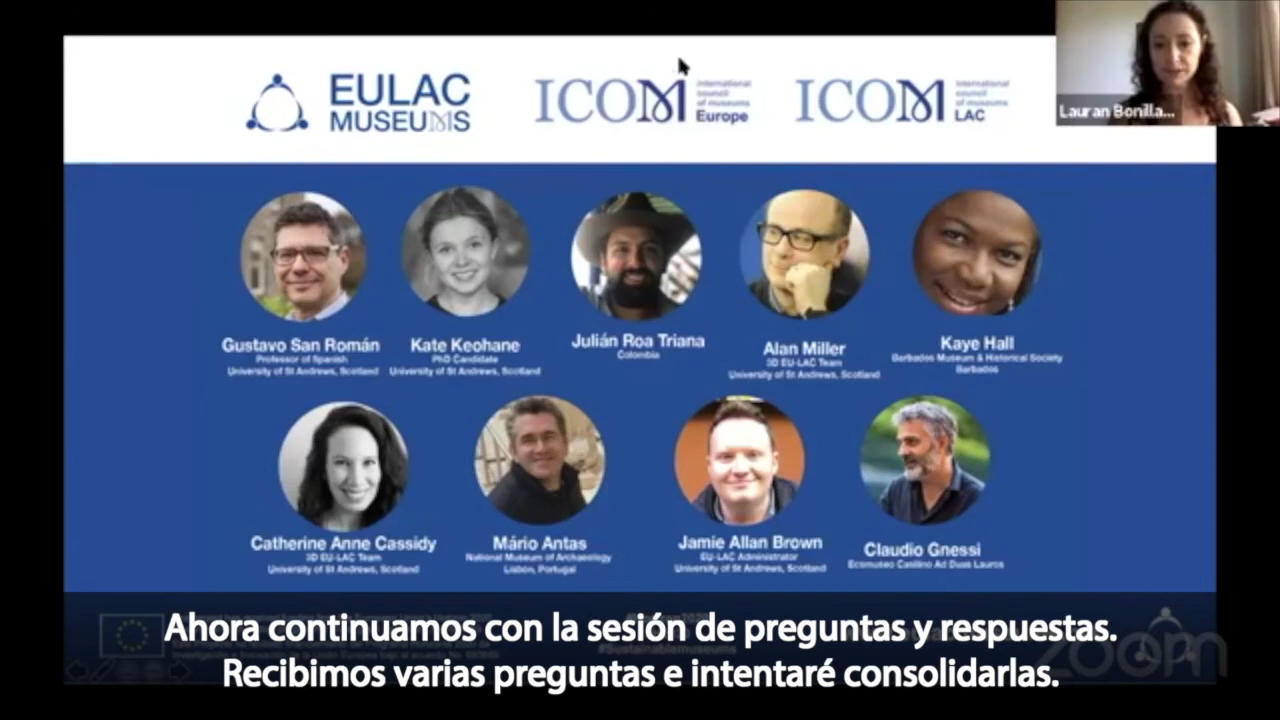 EULAC
MUSEUMS
ICOM
international
council
of museums
Europe
ICOM
international
council
of museums
LAC
Lauran Bonilla...
Gustavo San Román
Professor of Spanish
University of St Andrews, Scotland
Kate Keohane
PhD Candidate
University of St Andrews, Scotland
Julián Roa Triana
Colombia
Alan Miller
3D EU-LAC Team
University of St Andrews, Scotland
Kaye Hall
Barbados Museum & Historical Society
Barbados
Catherine Anne Cassidy
3D EU-LAC Team
University of St Andrews, Scotland
Mário Antas
National Museum of Archaeology
Lisbon, Portugal
Jamie Allan Brown
EU-LAC Administrator
University of St Andrews, Scotland
Claudio Gnessi
Ecomuseo Casilino Ad Duas Lauros
Ahora continuamos con la sesión de preguntas y respuestas.
Recibimos varias preguntas e intentaré consolidarlas.
zoom